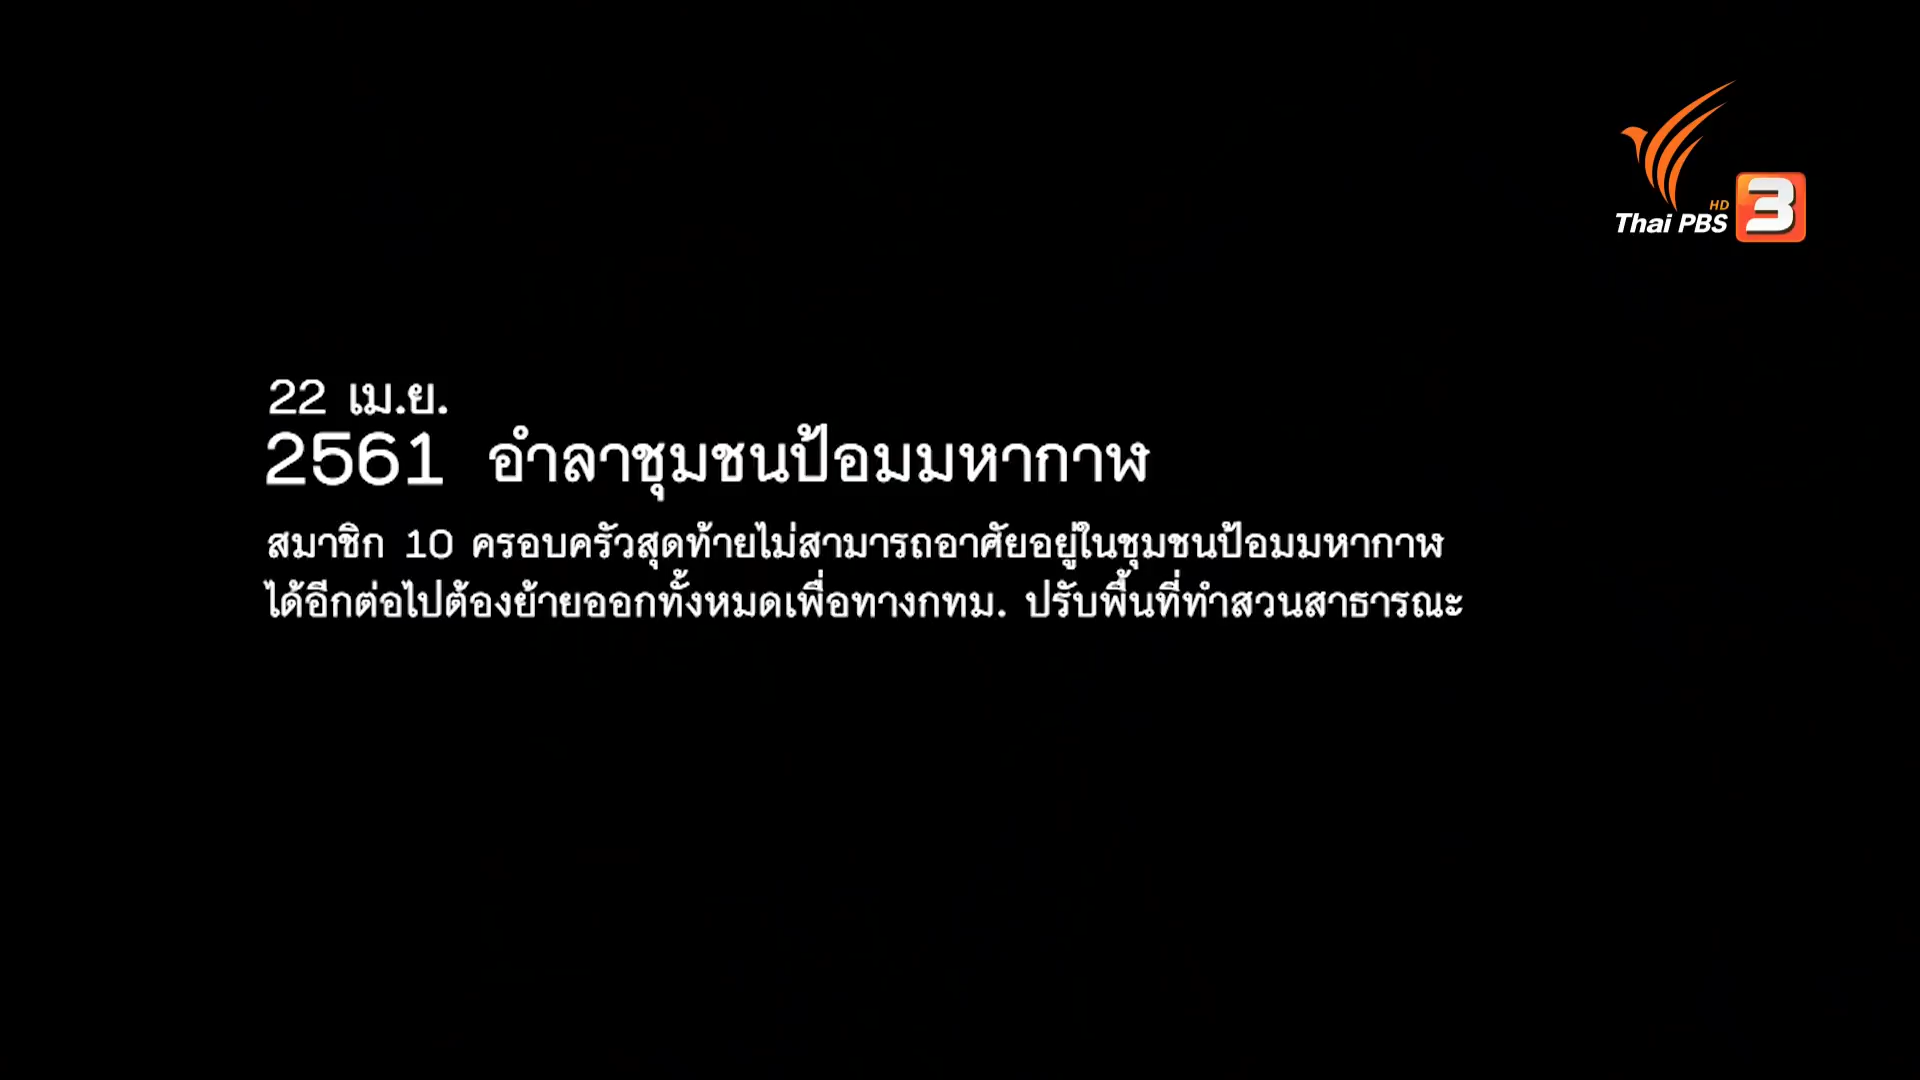 HD
Thai PBS 3
22 เม.ย.
2561 อำลาชุมชนป้อมมหากาฬ
สมาชิก 10 ครอบครัวสุดท้ายไม่สามารถอาศัยอยู่ในชุมชนป้อมมหากาฬ
ได้อีกต่อไปต้องย้ายออกทั้งหมดเพื่อทางกทม. ปรับพื้นที่ทำสวนสาธารณะ